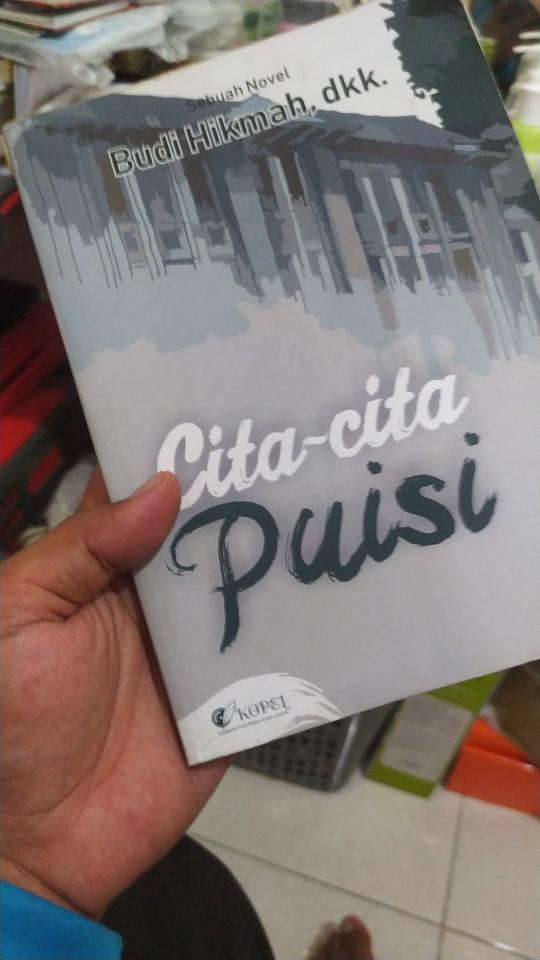 Sebuah Novel
Budi Hikmah, dkk.
Cita-cita
Puisi
KOPEL